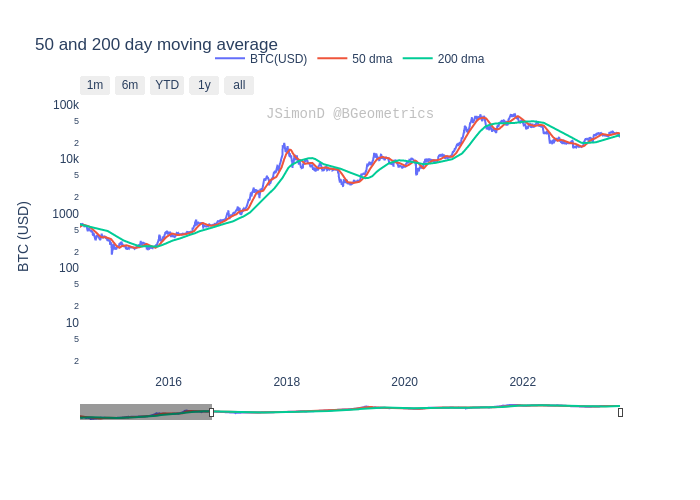 50 and 200 day moving average
BTC(USD) 50 dma 200 dma
1m 6m YTD 1y all
JSimonD @BGeometrics
100k
5
2
10k
5
2
1000
5
2
100
5
2
10
5
2
BTC (USD)
2016 2018 2020 2022